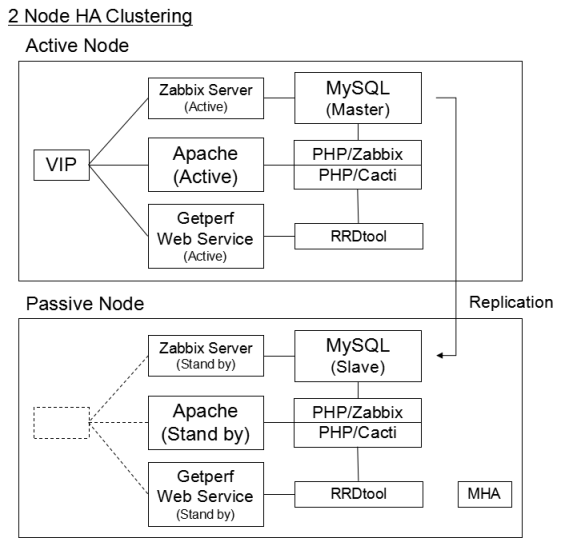 2 Node HA Clustering
Active Node
Zabbix Server
(Active)
MySQL
(Master)
VIP
Apache
(Active)
PHP/Zabbix
PHP/Cacti
Getperf
Web Service
(Active)
RRDtool
Replication
Passive Node
Zabbix Server
(Stand by)
MySQL
(Slave)
Apache
(Stand by)
PHP/Zabbix
PHP/Cacti
Getperf
Web Service
(Stand by)
RRDtool
MHA